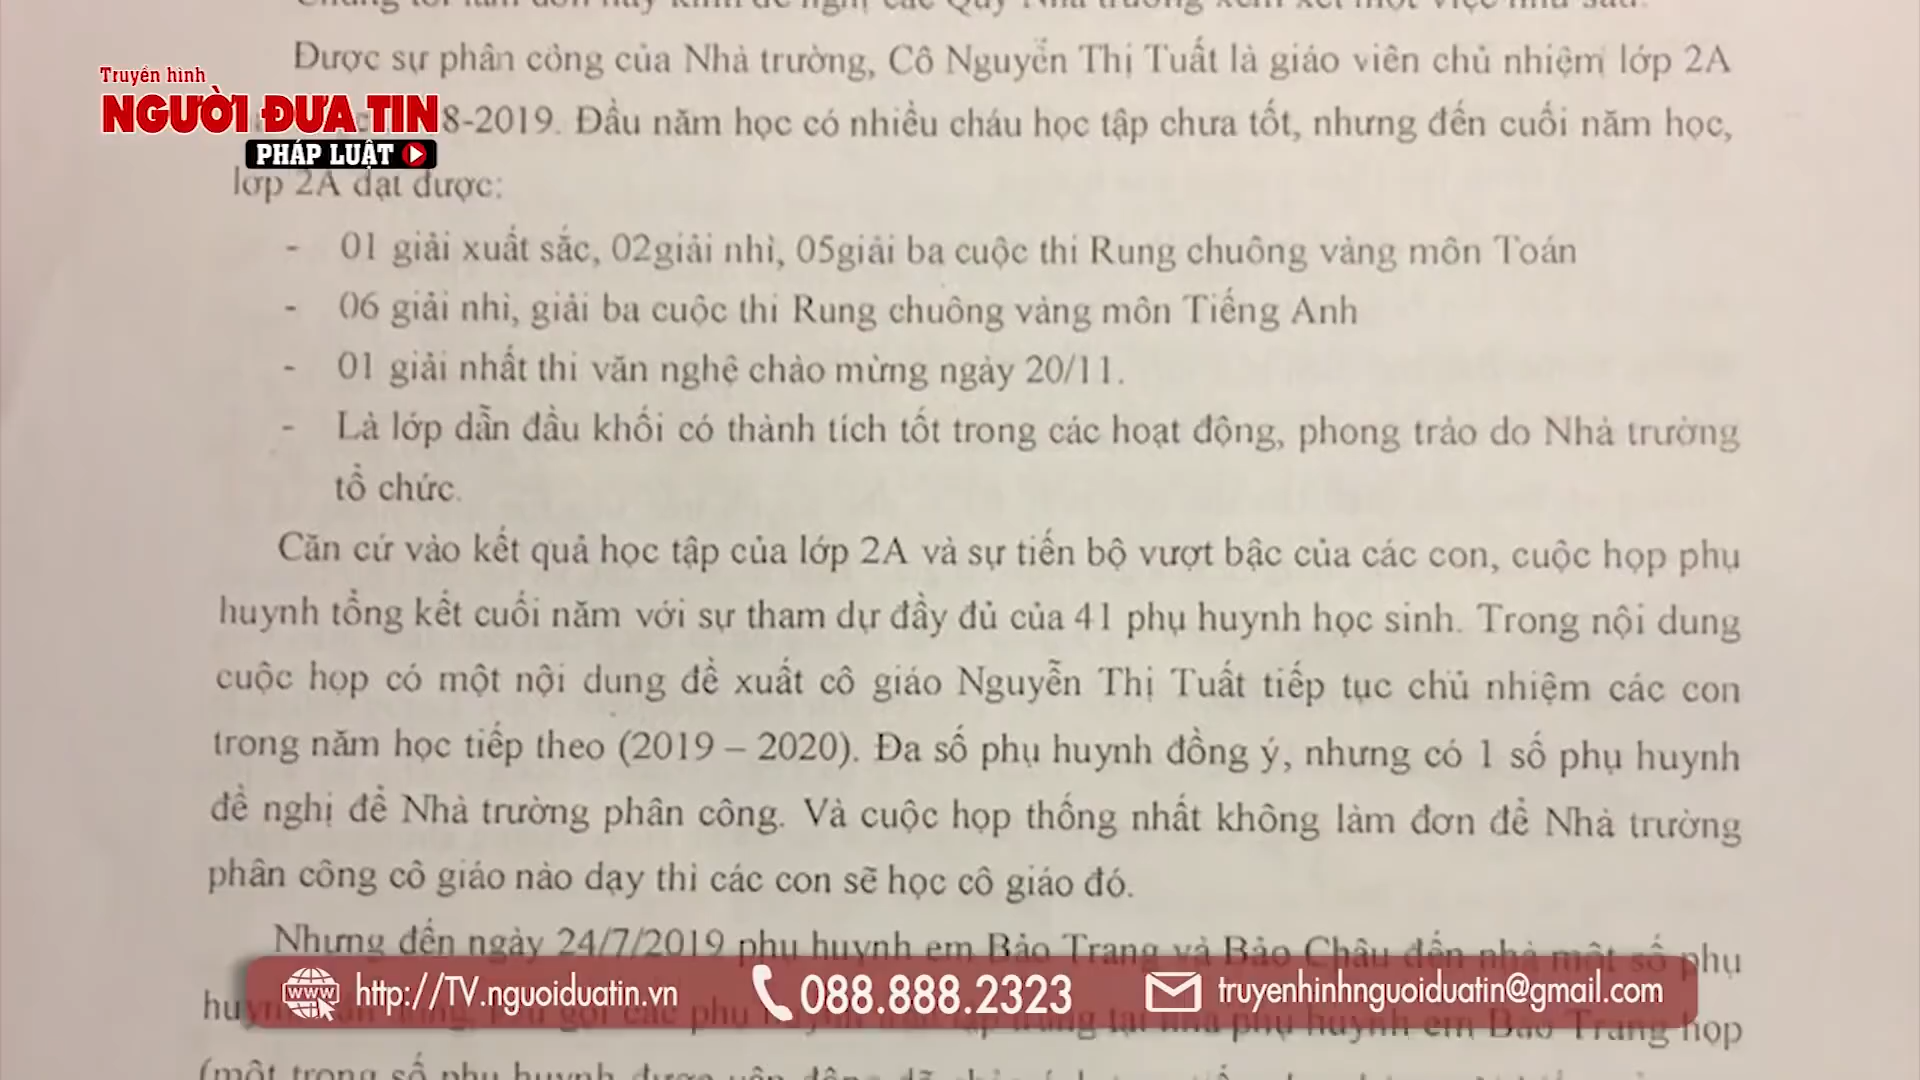 Được sự phân công của Nhà trường, Cô Nguyễn Thị Tuất là giáo viên chủ nhiệm lớp 2A
Truyền hình
NGƯỜI ĐƯA TIN
PHÁP LUẬT
8-2019. Đầu năm học có nhiều cháu học tập chưa tốt, nhưng đến cuối năm học,
lớp 2A đạt được:
- 01 giải xuất sắc, 02giải nhì, 05giải ba cuộc thi Rung chuông vàng môn Toán
- 06 giải nhì, giải ba cuộc thi Rung chuông vàng môn Tiếng Anh
- 01 giải nhất thi văn nghệ chào mừng ngày 20/11.
- Là lớp dẫn đầu khối có thành tích tốt trong các hoạt động, phong trào do Nhà trường
tổ chức.
Căn cứ vào kết quả học tập của lớp 2A và sự tiến bộ vượt bậc của các con, cuộc họp phụ
huynh tổng kết cuối năm với sự tham dự đầy đủ của 41 phụ huynh học sinh. Trong nội dung
cuộc họp có một nội dung đề xuất cô giáo Nguyễn Thị Tuất tiếp tục chủ nhiệm các con
trong năm học tiếp theo (2019 – 2020). Đa số phụ huynh đồng ý, nhưng có 1 số phụ huynh
đề nghị để Nhà trường phân công. Và cuộc họp thống nhất không làm đơn để Nhà trường
phân công cô giáo nào dạy thì các con sẽ học cô giáo đó.
Nhưng đến ngày 24/7/2019 phụ huynh em Bảo Trang và Bảo Châu đến nhà một số phụ
http://TV.nguoiduatin.vn 088.888.2323 truyenhinhnguoiduatin@gmail.com
phụ huynh em Bảo Trang họp